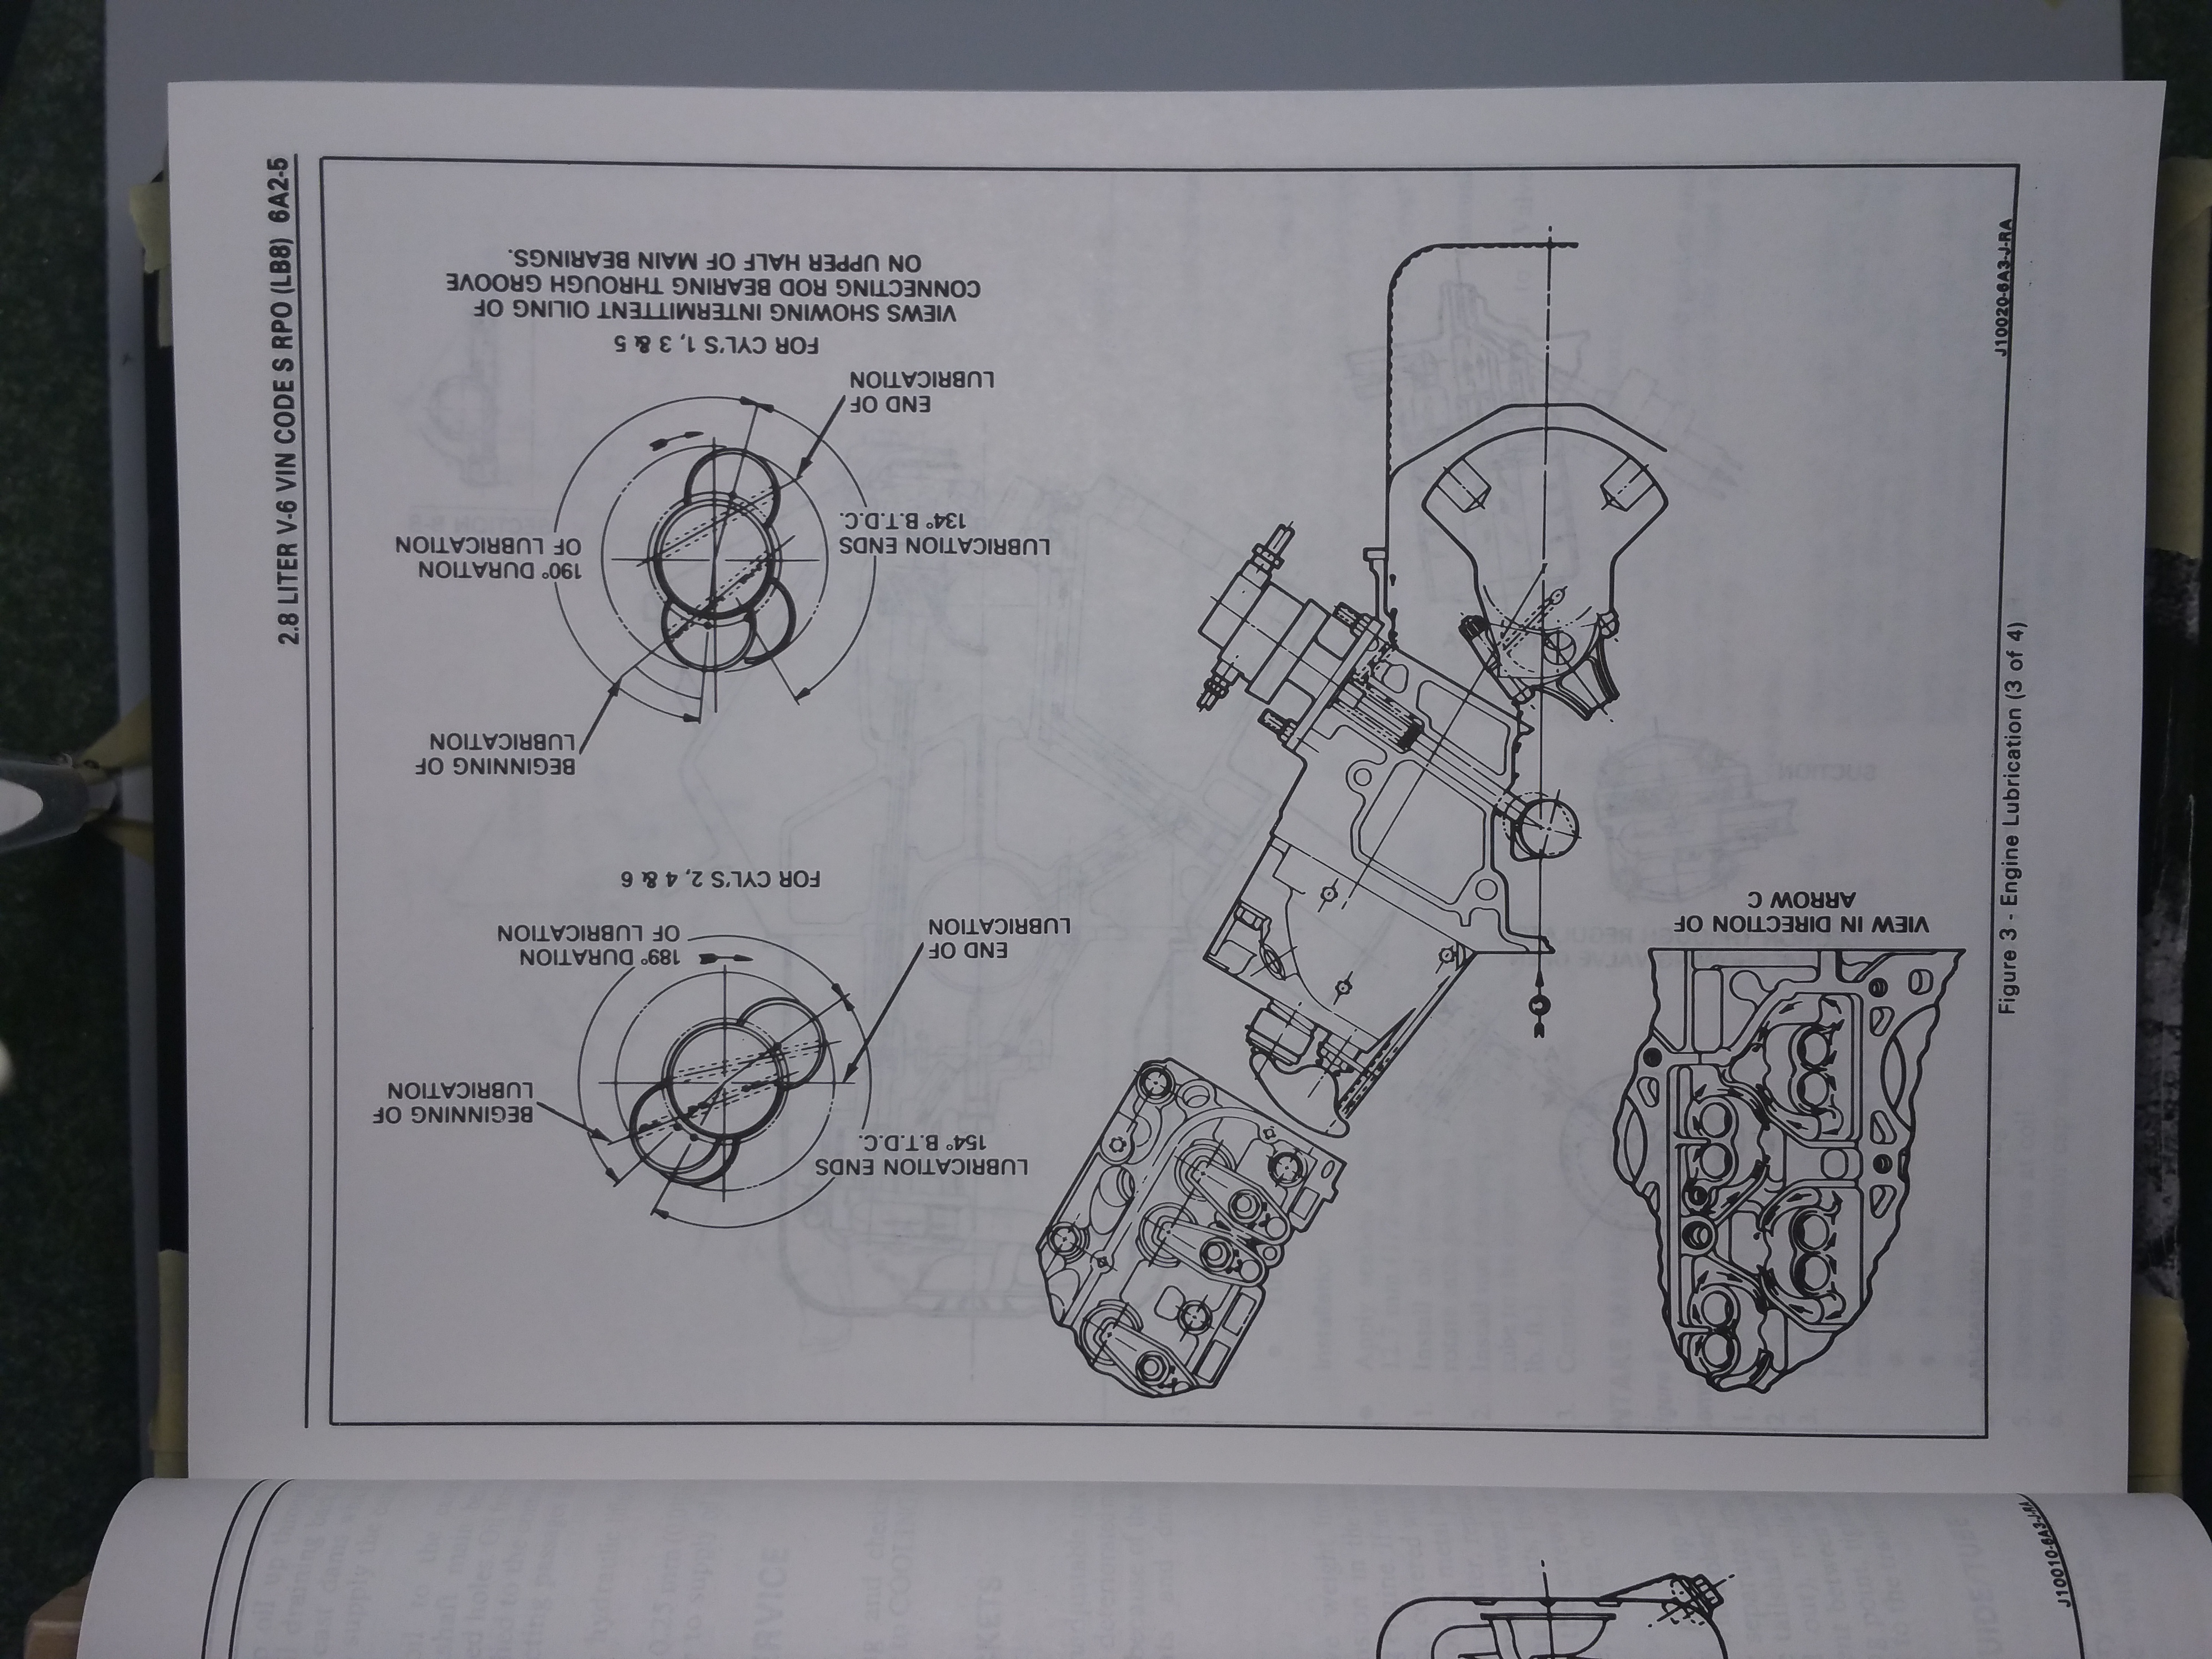 2.8 LITER V-6 VIN CODE S RPO (LB8) 6A2-5
BEGINNING OF
LUBRICATION
LUBRICATION ENDS
154° B.T.D.C.
END OF
LUBRICATION
189° DURATION
OF LUBRICATION
FOR CYL'S 2, 4 & 6
BEGINNING OF
LUBRICATION
190° DURATION
OF LUBRICATION
LUBRICATION ENDS
134° B.T.D.C.
END OF
LUBRICATION
FOR CYL'S 1, 3 & 5
VIEWS SHOWING INTERMITTENT OILING OF
CONNECTING ROD BEARING THROUGH GROOVE
ON UPPER HALF OF MAIN BEARINGS.
VIEW IN DIRECTION OF
ARROW C
J10020-6A3-J-RA
Figure 3 - Engine Lubrication (3 of 4)
J10010-6A3-J-RA